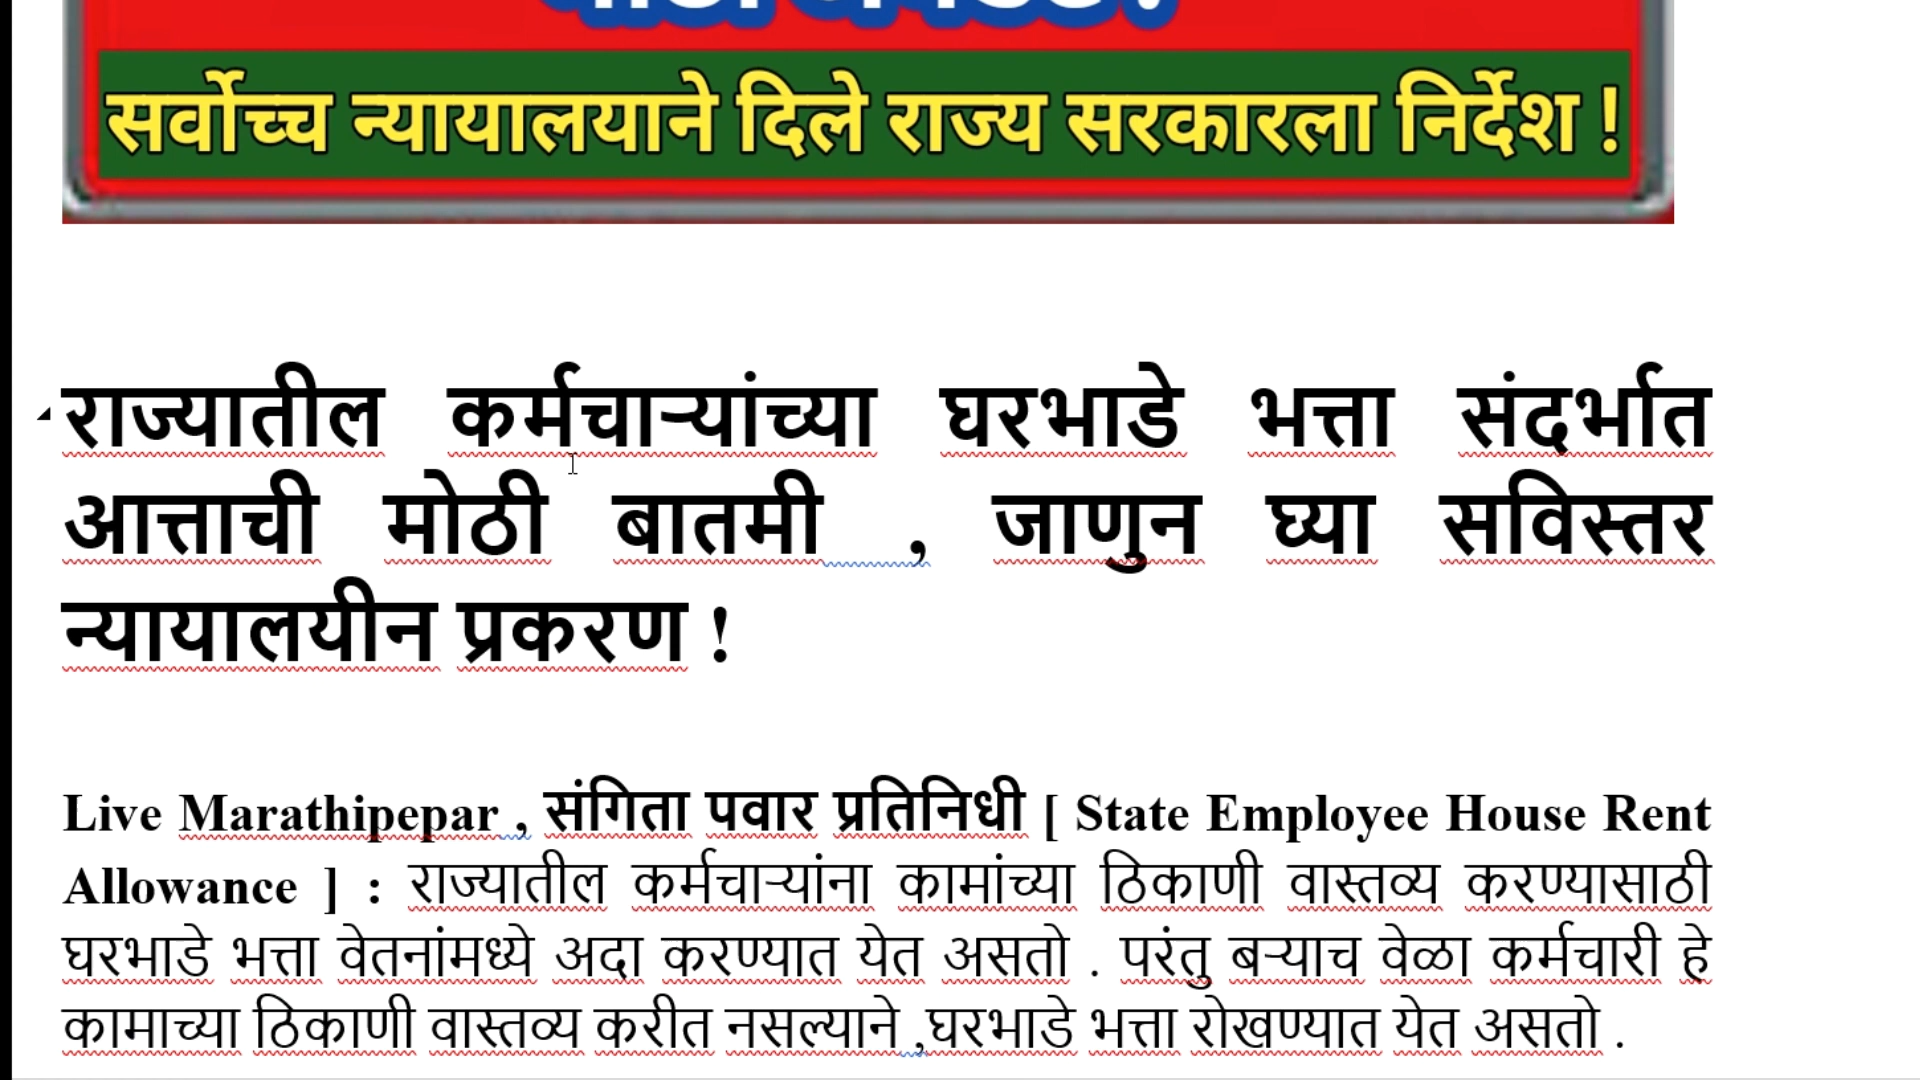 सर्वोच्च न्यायालयाने दिले राज्य सरकारला निर्देश !
राज्यातील कर्मचाऱ्यांच्या घरभाडे भत्ता संदर्भात
आत्ताची मोठी बातमी , जाणुन घ्या सविस्तर
न्यायालयीन प्रकरण !
Live Marathipepar , संगिता पवार प्रतिनिधी [ State Employee House Rent
Allowance ] : राज्यातील कर्मचाऱ्यांना कामांच्या ठिकाणी वास्तव्य करण्यासाठी
घरभाडे भत्ता वेतनांमध्ये अदा करण्यात येत असतो . परंतु बऱ्याच वेळा कर्मचारी हे
कामाच्या ठिकाणी वास्तव्य करीत नसल्याने ,घरभाडे भत्ता रोखण्यात येत असतो .